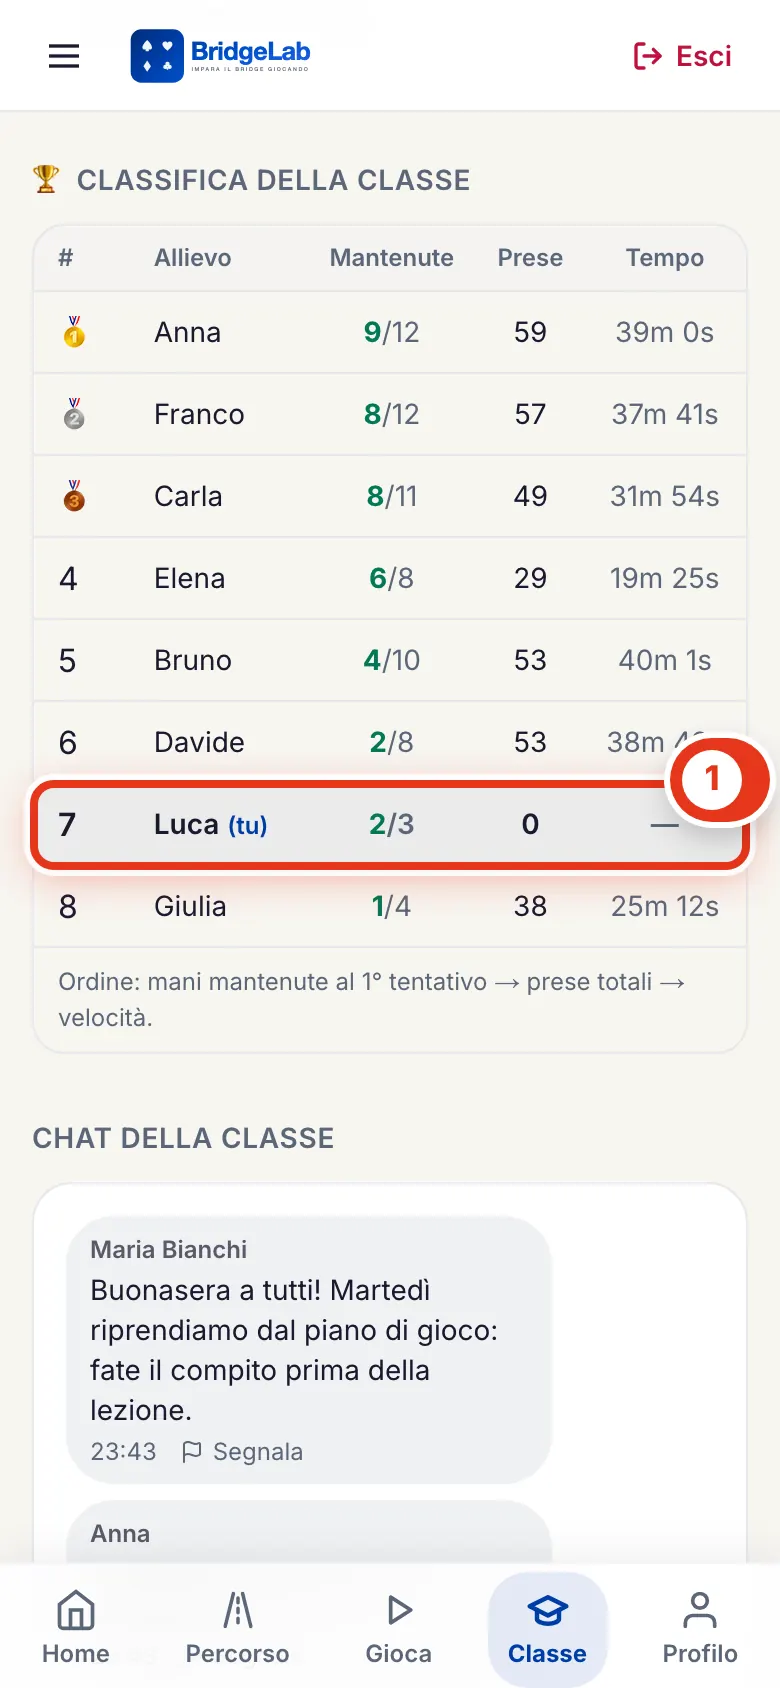 BridgeLab
IMPARA IL BRIDGE GIOCANDO
Esci
CLASSIFICA DELLA CLASSE
# Allievo Mantenute Prese Tempo
1 Anna 9/12 59 39m 0s
2 Franco 8/12 57 37m 41s
3 Carla 8/11 49 31m 54s
4 Elena 6/8 29 19m 25s
5 Bruno 4/10 53 40m 1s
6 Davide 2/8 53 38m
1
7 Luca (tu) 2/3 0 —
8 Giulia 1/4 38 25m 12s
Ordine: mani mantenute al 1° tentativo → prese totali →
velocità.
CHAT DELLA CLASSE
Maria Bianchi
Buonasera a tutti! Martedì
riprendiamo dal piano di gioco:
fate il compito prima della
lezione.
23:43 Segnala
Anna
Home Percorso Gioca Classe Profilo